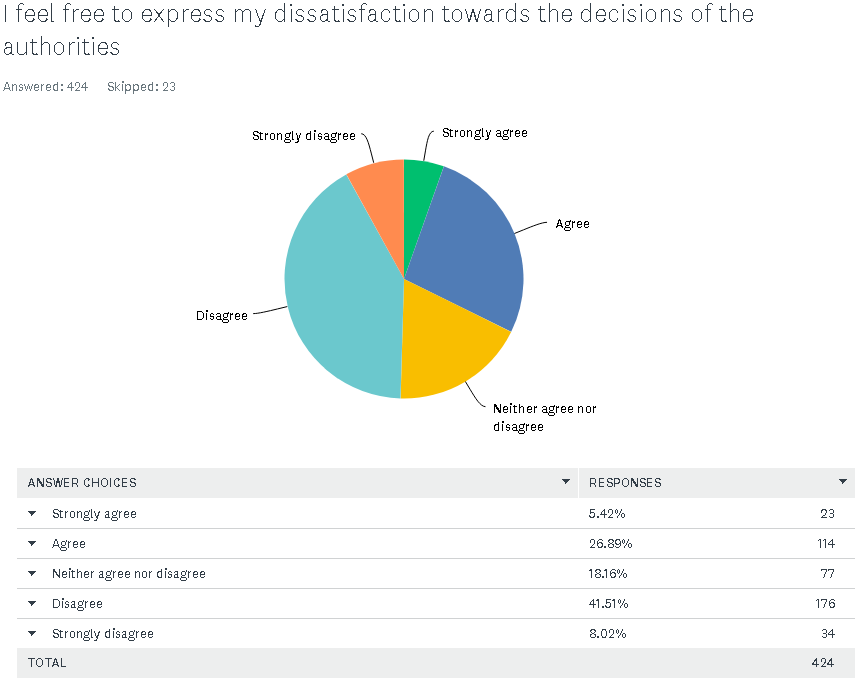 I feel free to express my dissatisfaction towards the decisions of the
authorities
Answered: 424 Skipped: 23
Strongly disagree
Strongly agree
Agree
Disagree
Neither agree nor
disagree
ANSWER CHOICES RESPONSES
Strongly agree 5.42% 23
Agree 26.89% 114
Neither agree nor disagree 18.16% 77
Disagree 41.51% 176
Strongly disagree 8.02% 34
TOTAL 424